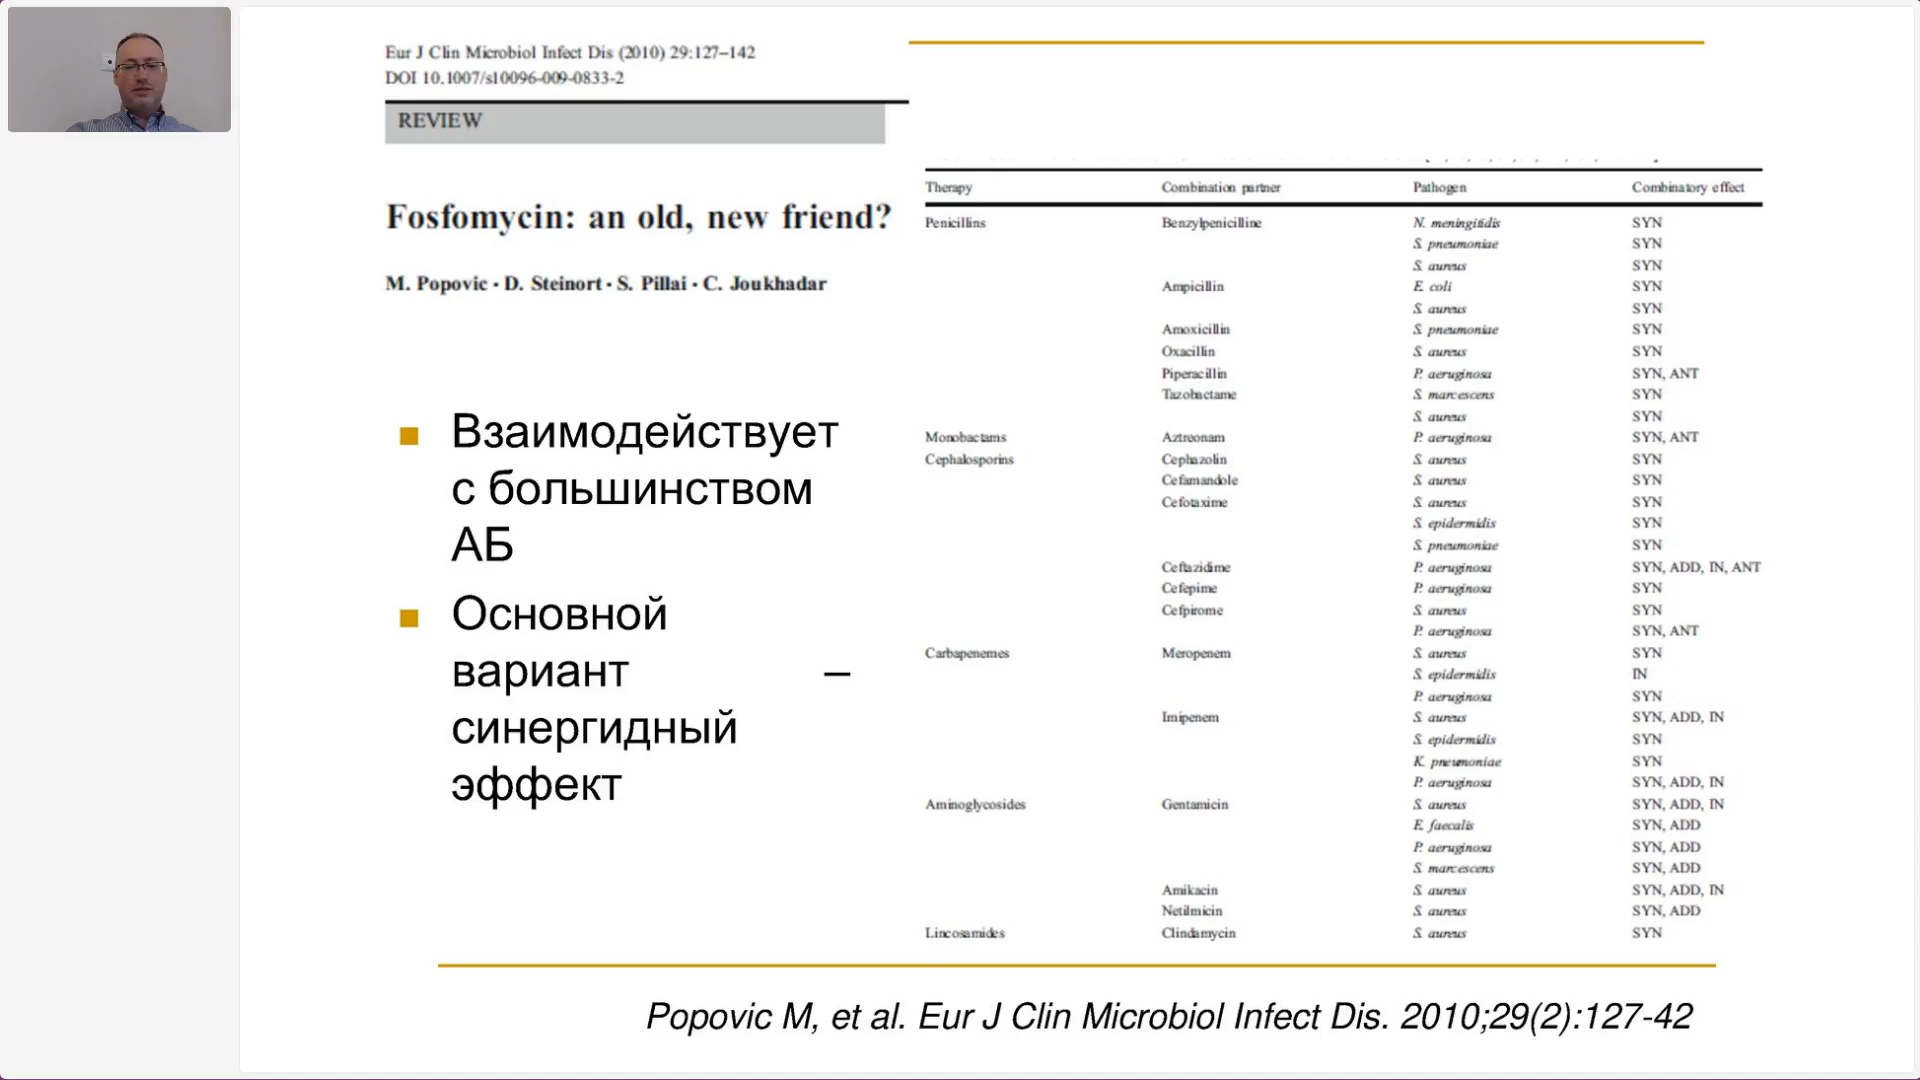 Eur J Clin Microbiol Infect Dis (2010) 29:127–142
DOI 10.1007/s10096-009-0833-2
REVIEW
Fosfomycin: an old, new friend?
M. Popovic · D. Steinort · S. Pillai · C. Joukhadar
Взаимодействует
с большинством
АБ
Основной
вариант –
синергидный
эффект
Therapy Combination partner Pathogen Combinatory effect
Penicillins Benzylpenicilline N. meningitidis SYN
S. pneumoniae SYN
S. aureus SYN
Ampicillin E. coli SYN
S. aureus SYN
Amoxicillin S. pneumoniae SYN
Oxacillin S. aureus SYN
Piperacillin P. aeruginosa SYN, ANT
Tazobactame S. marcescens SYN
S. aureus SYN
Monobactams Aztreonam P. aeruginosa SYN, ANT
Cephalosporins Cephazolin S. aureus SYN
Cefamandole S. aureus SYN
Cefotaxime S. aureus SYN
S. epidermidis SYN
S. pneumoniae SYN
Ceftazidime P. aeruginosa SYN, ADD, IN, ANT
Cefepime P. aeruginosa SYN
Cefpirome S. aureus SYN
P. aeruginosa SYN, ANT
Carbapenemes Meropenem S. aureus SYN
S. epidermidis IN
P. aeruginosa SYN
Imipenem S. aureus SYN, ADD, IN
S. epidermidis SYN
K. pneumoniae SYN
P. aeruginosa SYN, ADD, IN
Aminoglycosides Gentamicin S. aureus SYN, ADD, IN
E. faecalis SYN, ADD
P. aeruginosa SYN, ADD
S. marcescens SYN, ADD
Amikacin S. aureus SYN, ADD, IN
Netilmicin S. aureus SYN, ADD
Lincosamides Clindamycin S. aureus SYN
Popovic M, et al. Eur J Clin Microbiol Infect Dis. 2010;29(2):127-42